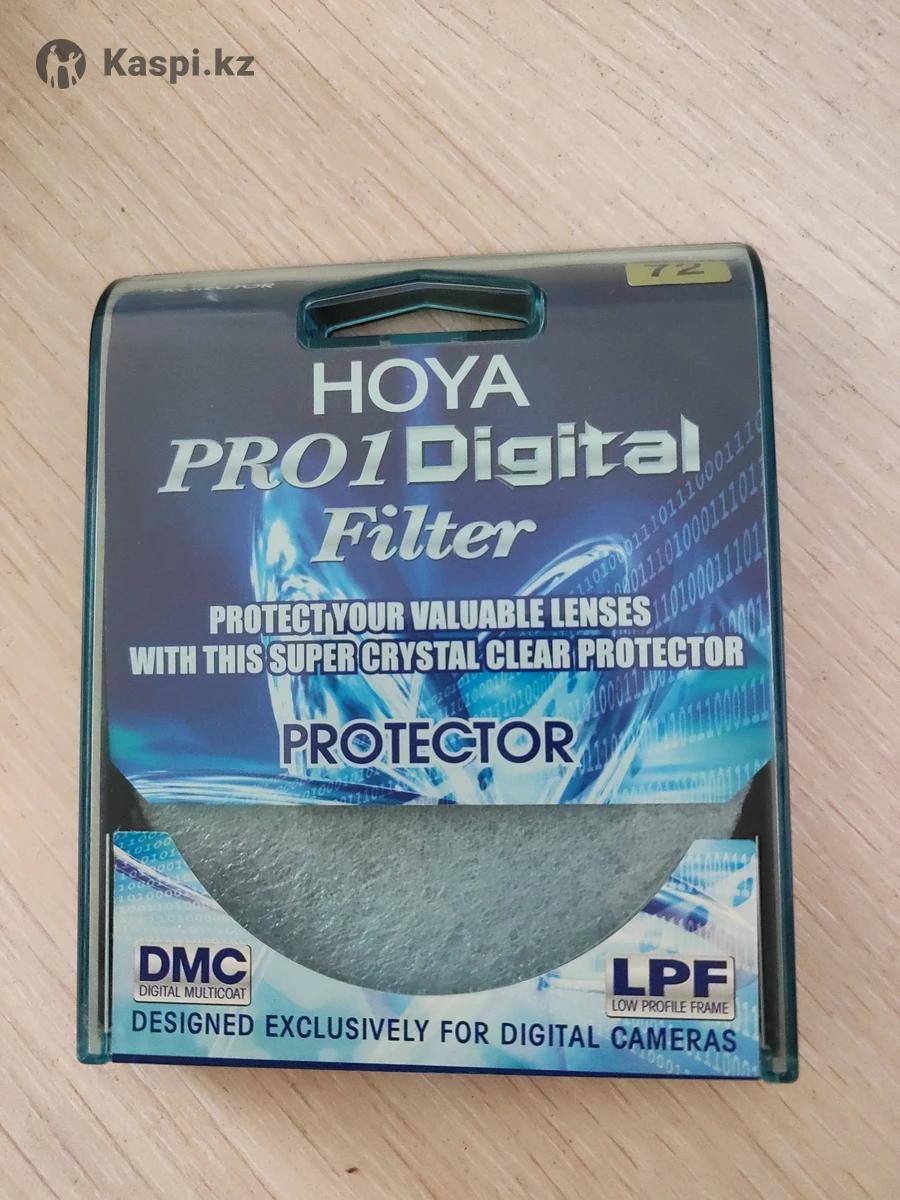 Kaspi.kz
PROTECTOR
72
HOYA
PRO1 Digital
Filter
PROTECT YOUR VALUABLE LENSES
WITH THIS SUPER CRYSTAL CLEAR PROTECTOR
PROTECTOR
DMC
DIGITAL MULTICOAT
LPF
LOW PROFILE FRAME
DESIGNED EXCLUSIVELY FOR DIGITAL CAMERAS